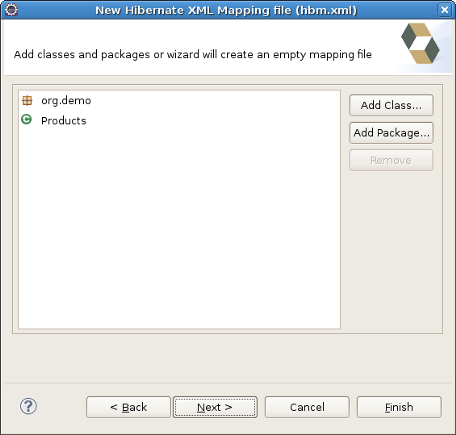 New Hibernate XML Mapping file (hbm.xml)
Add classes and packages or wizard will create an empty mapping file
org.demo
Products
Add Class...
Add Package...
Remove
< Back
Next >
Cancel
Finish